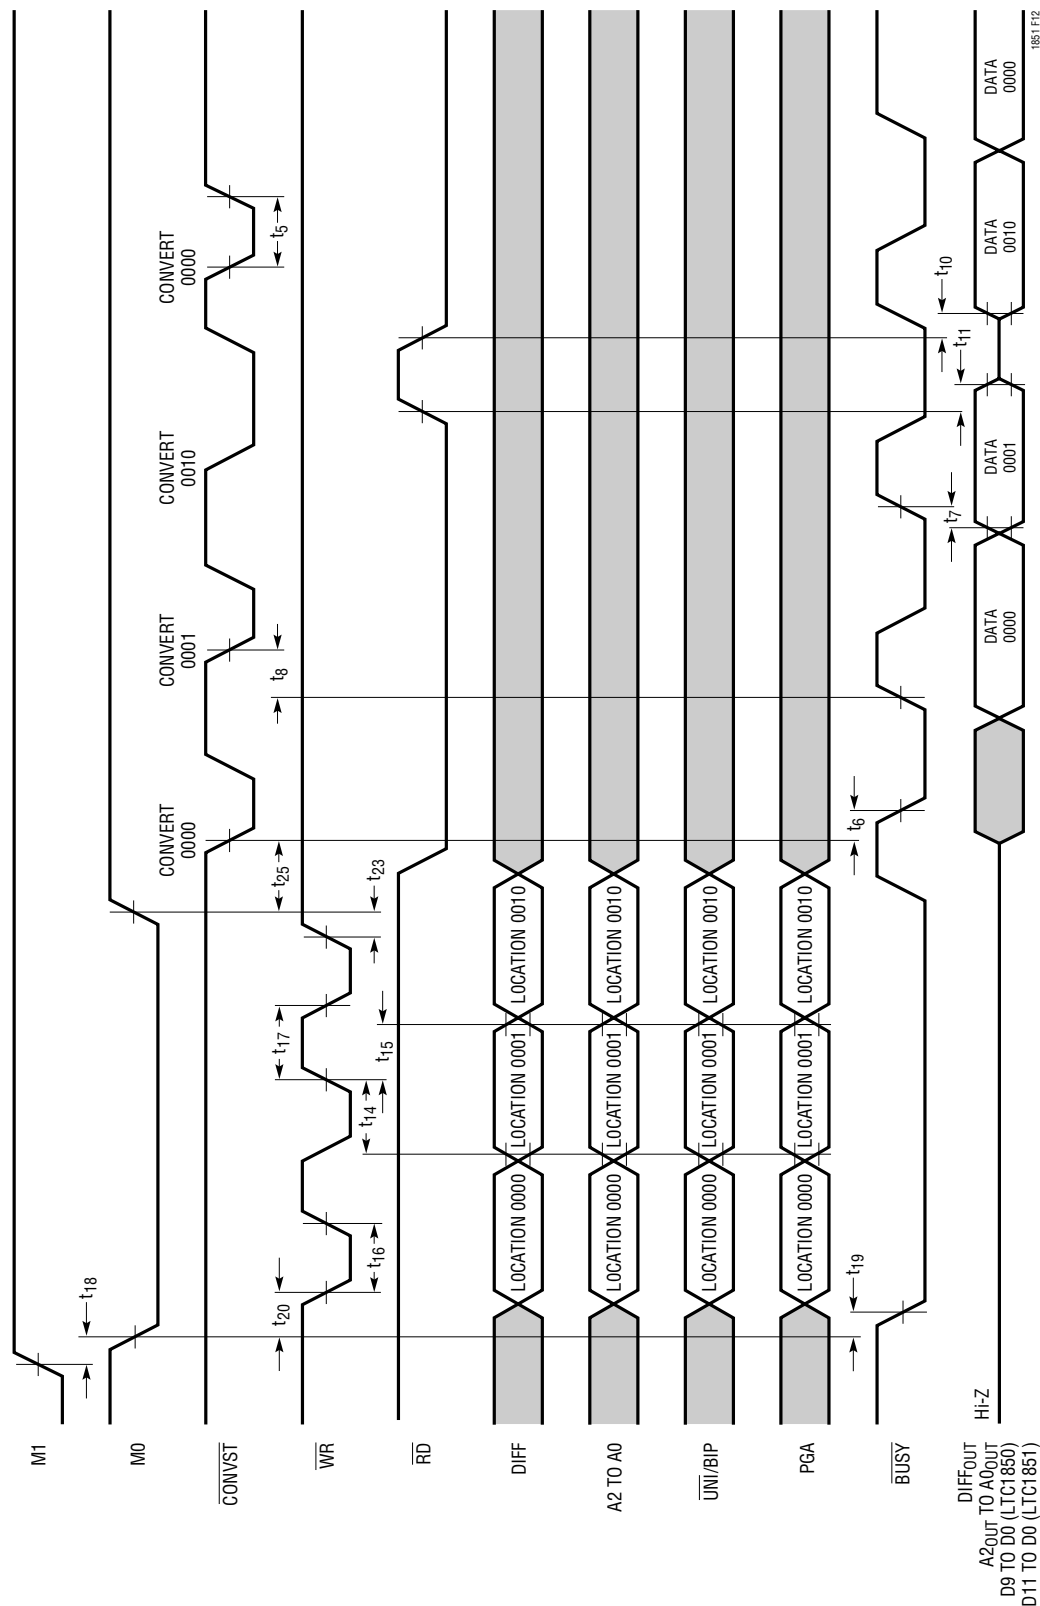 M1
t18
M0
CONVST
CONVERT
0000
CONVERT
0001
CONVERT
0010
CONVERT
0000
t25
t8
t5
WR
t20
t16
t17
t23
t14
t15
RD
DIFF
LOCATION 0000
LOCATION 0001
LOCATION 0010
A2 TO A0
LOCATION 0000
LOCATION 0001
LOCATION 0010
UNI/BIP
LOCATION 0000
LOCATION 0001
LOCATION 0010
PGA
LOCATION 0000
LOCATION 0001
LOCATION 0010
BUSY
t19
t6
t7
t11
t10
DIFFOUT
A2OUT TO A0OUT
D9 TO D0 (LTC1850)
D11 TO D0 (LTC1851)
Hi-Z
DATA
0000
DATA
0001
DATA
0010
DATA
0000
1851 F12